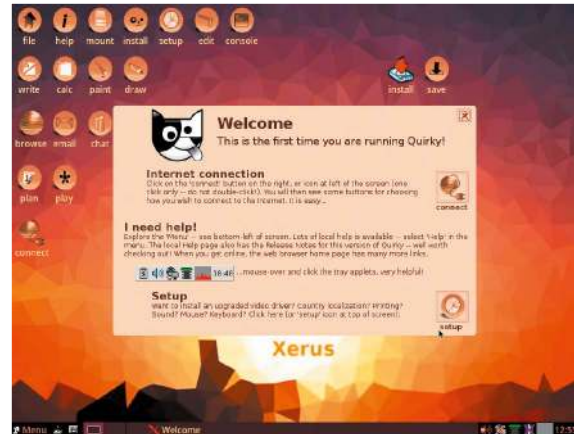 file help mount install setup edit console
write calc paint draw
install save
browse email chat
plan play
connect
Welcome
This is the first time you are running Quirky!
Internet connection
Click on the 'connect' button on the right, or icon at left of the screen (one
click only -- do not double-click!). You will then see some buttons for choosing
how you wish to connect to the internet. It is easy...
connect
I need help!
Explore the 'Menu' -- see bottom-left of screen. Lots of local help is available -- select 'Help' in the
menu. The local Help page also has the Release Notes for this version of Quirky -- well worth
checking out! When you get online, the web browser home page has many more links.
16:46 ...mouse-over and click the tray applets, very helpful!
Setup
Want to install an upgraded video driver? Country localization? Printing?
Sound? Mouse? Keyboard? Click here (or 'setup' icon at top of screen):
setup
Xerus
Menu Welcome